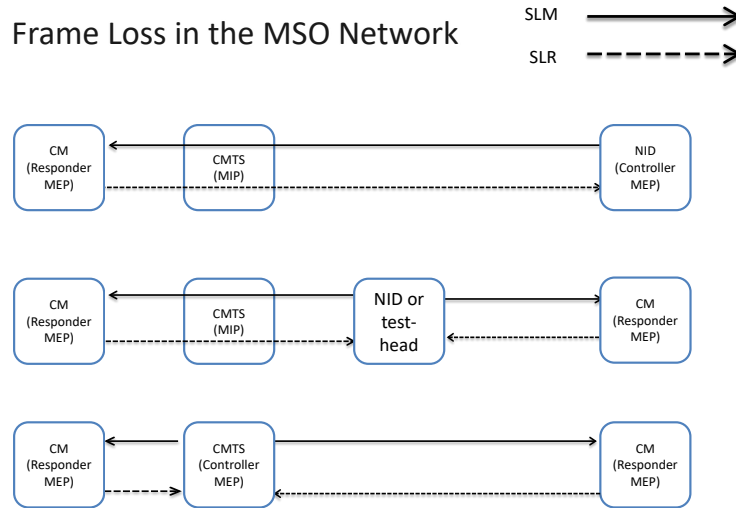 Frame Loss in the MSO Network
SLM
SLR
CM
(Responder
MEP)
CMTS
(MIP)
NID
(Controller
MEP)
CM
(Responder
MEP)
CMTS
(MIP)
NID or
test-
head
CM
(Responder
MEP)
CM
(Responder
MEP)
CMTS
(Controller
MEP)
CM
(Responder
MEP)